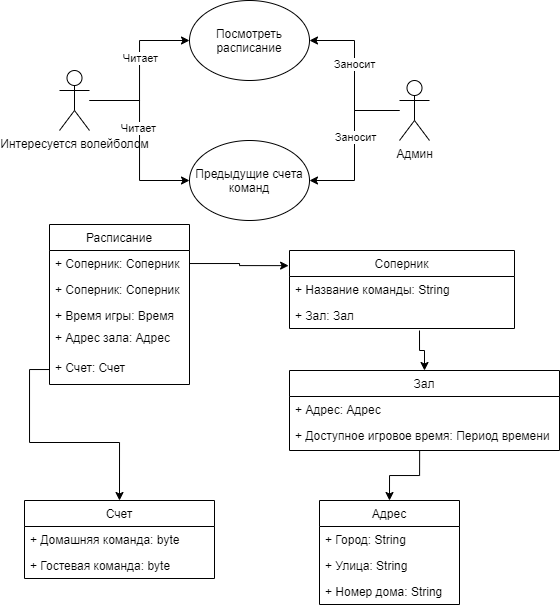 Посмотреть
расписание
Читает
Заносит
Интересуется волейболом
Читает
Заносит
Админ
Предыдущие счета
команд
Расписание
+ Соперник: Соперник
+ Соперник: Соперник
+ Время игры: Время
+ Адрес зала: Адрес
+ Счет: Счет
Соперник
+ Название команды: String
+ Зал: Зал
Зал
+ Адрес: Адрес
+ Доступное игровое время: Период времени
Счет
+ Домашняя команда: byte
+ Гостевая команда: byte
Адрес
+ Город: String
+ Улица: String
+ Номер дома: String